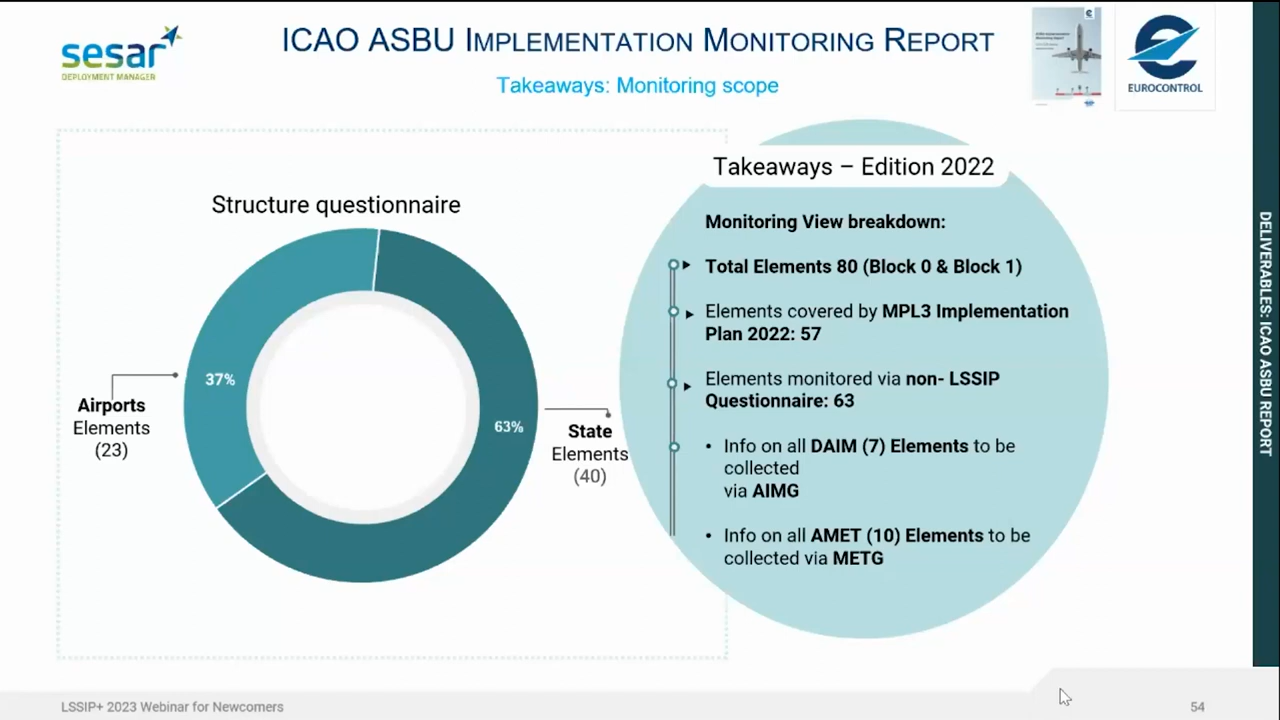 sesar
DEPLOYMENT MANAGER
ICAO ASBU IMPLEMENTATION MONITORING REPORT
Takeaways: Monitoring scope
EUROCONTROL
Structure questionnaire
37%
63%
Airports
Elements
(23)
State
Elements
(40)
Takeaways – Edition 2022
Monitoring View breakdown:
Total Elements 80 (Block 0 & Block 1)
Elements covered by MPL3 Implementation
Plan 2022: 57
Elements monitored via non- LSSIP
Questionnaire: 63
• Info on all DAIM (7) Elements to be
collected
via AIMG
• Info on all AMET (10) Elements to be
collected via METG
DELIVERABLES: ICAO ASBU REPORT
LSSIP+ 2023 Webinar for Newcomers
54